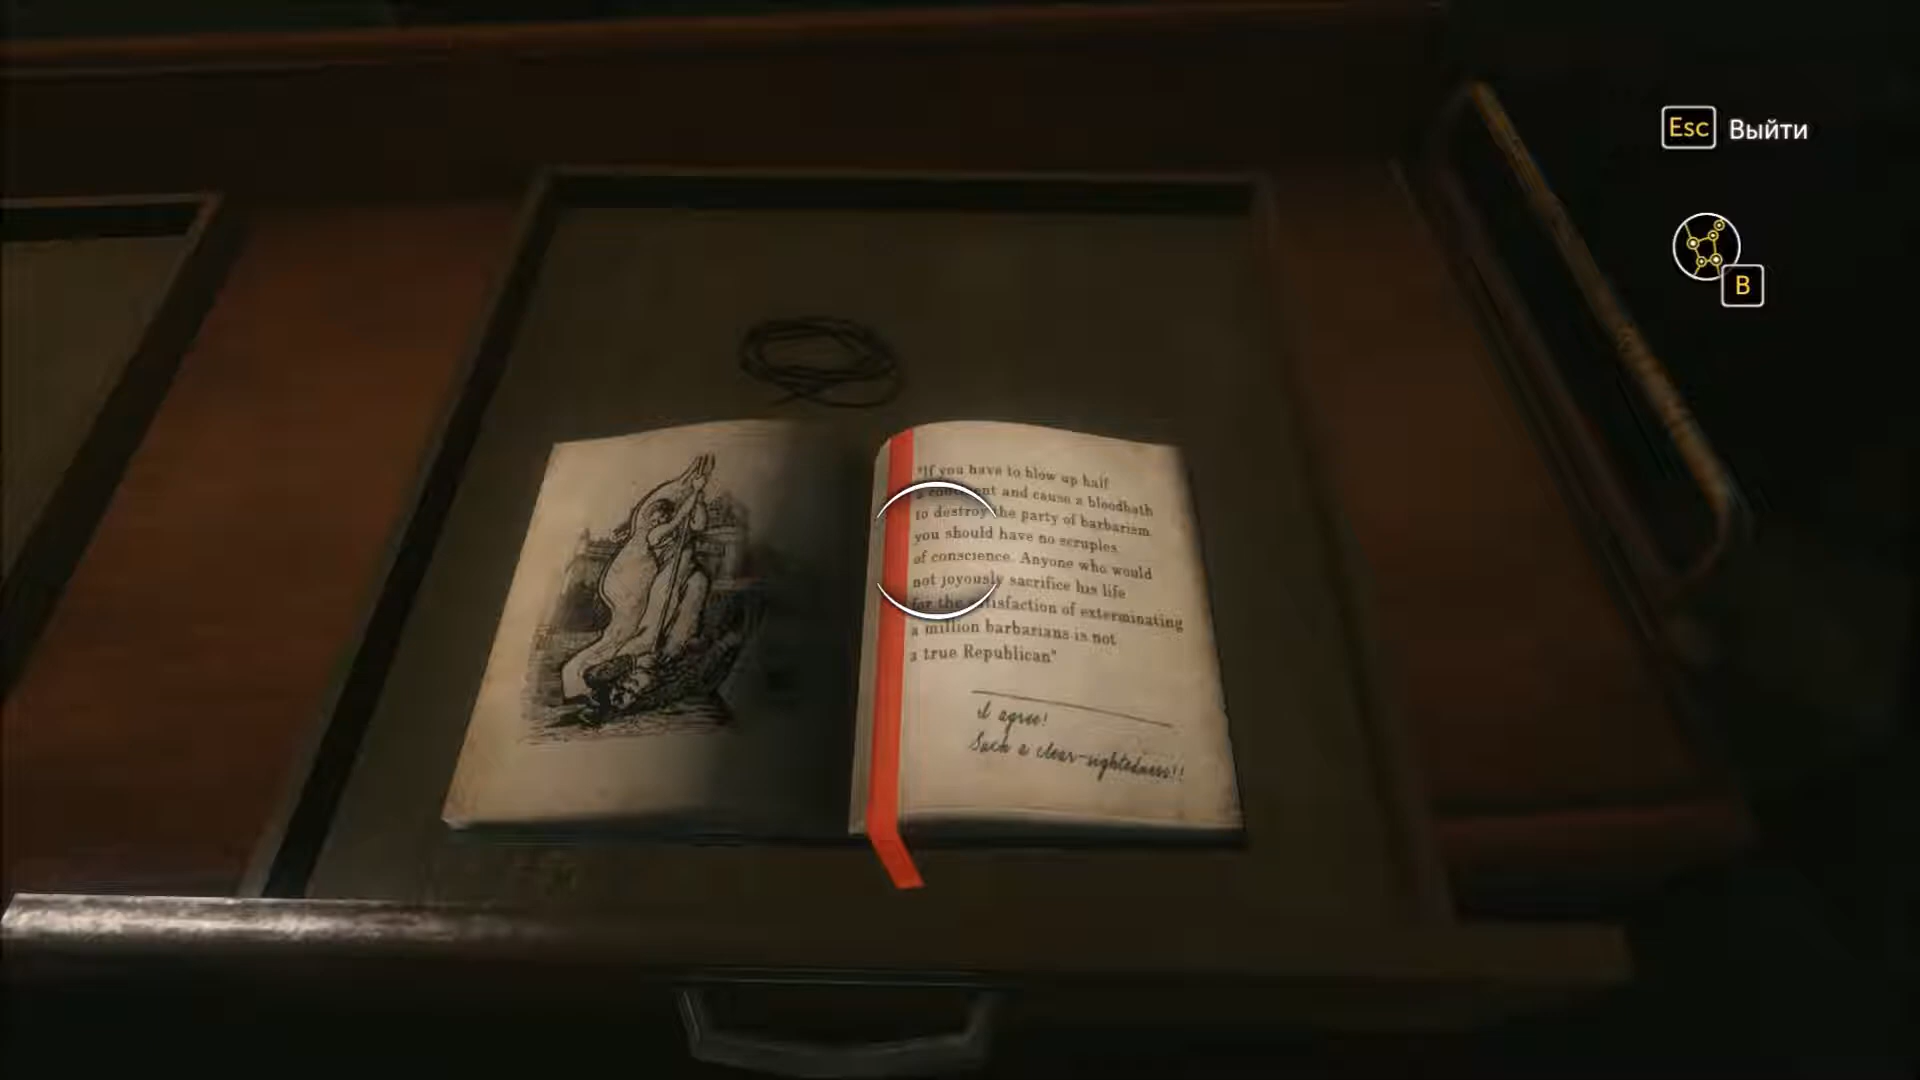 Esc Выйти
B
"If you have to blow up half
a continent and cause a bloodbath
to destroy the party of barbarism
you should have no scruples
of conscience. Anyone who would
not joyously sacrifice his life
for the satisfaction of exterminating
a million barbarians is not
a true Republican"
I agree!
Such a clear-sightedness!!